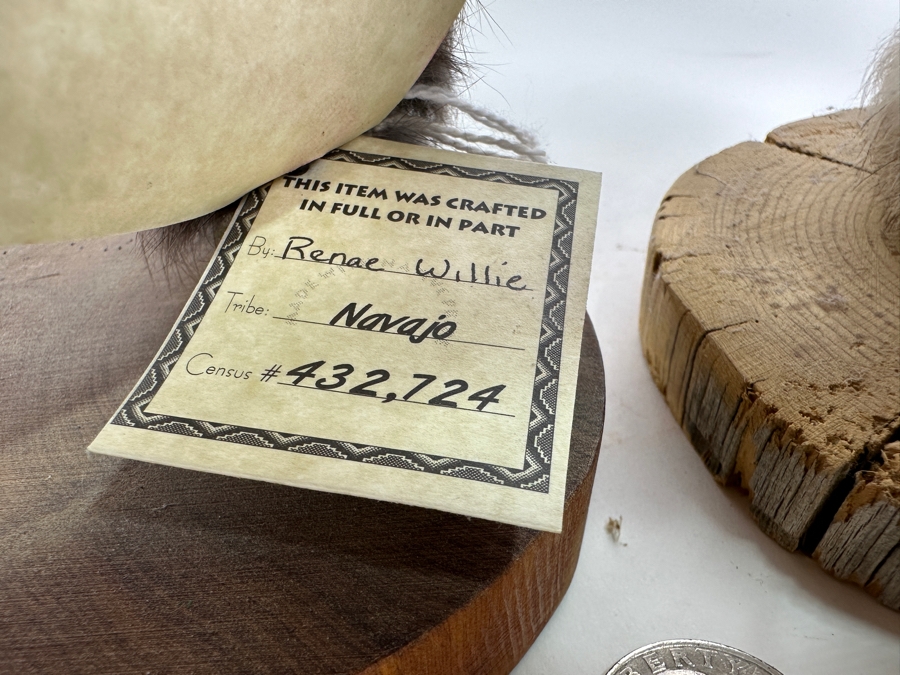 THIS ITEM WAS CRAFTED
IN FULL OR IN PART
By: Renae Willie
Tribe: Navajo
Census # 432,724